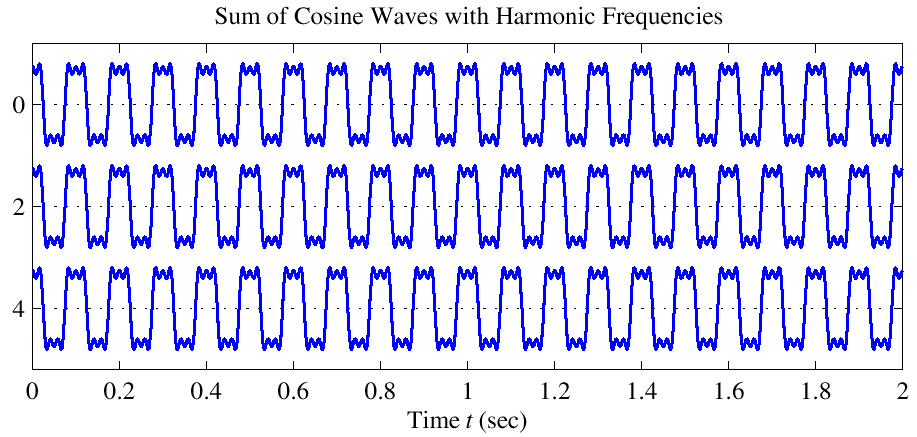 Sum of Cosine Waves with Harmonic Frequencies
0
2
4
0 0.2 0.4 0.6 0.8 1 1.2 1.4 1.6 1.8 2
Time t (sec)